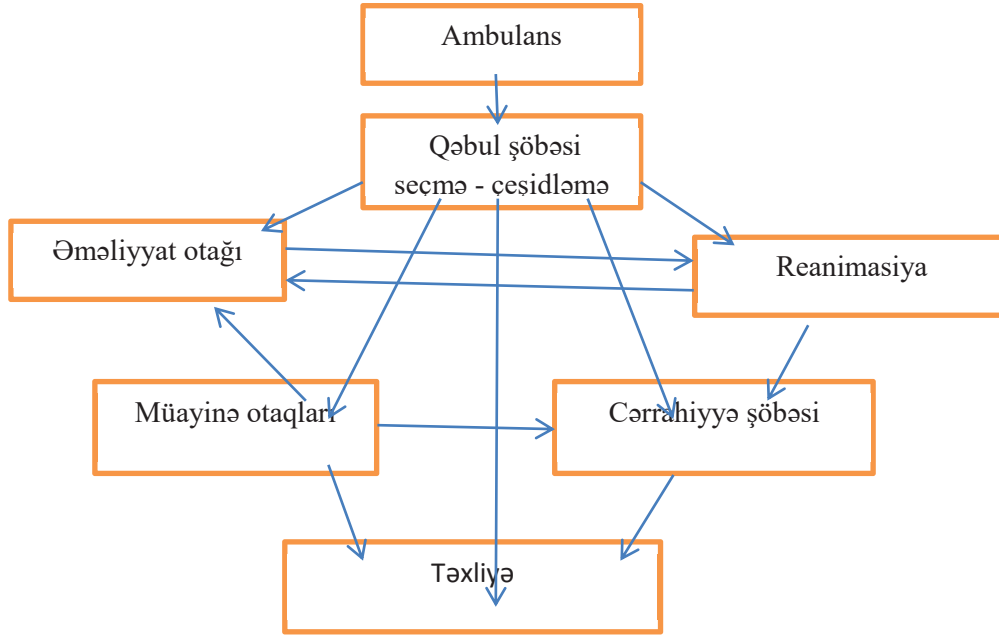 Ambulans
Qəbul şöbəsi
seçmə - çeşidləmə
Əməliyyat otağı
Reanimasiya
Müayinə otaqları
Cərrahiyyə şöbəsi
Təxliyə